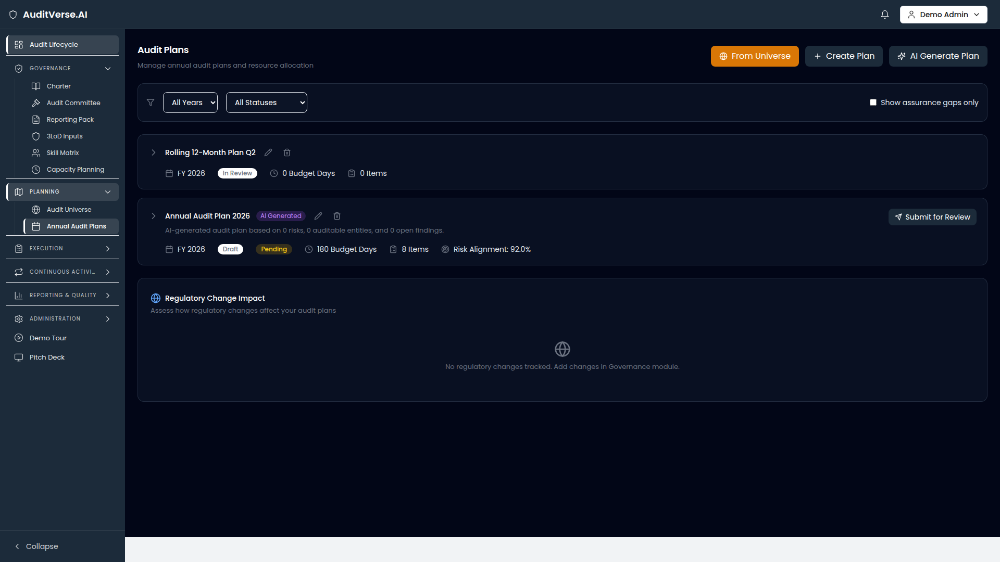 AuditVerse.AI
Demo Admin
Audit Lifecycle
GOVERNANCE
Charter
Audit Committee
Reporting Pack
3LoD Inputs
Skill Matrix
Capacity Planning
PLANNING
Audit Universe
Annual Audit Plans
EXECUTION
CONTINUOUS ACTIVI...
REPORTING & QUALITY
ADMINISTRATION
Demo Tour
Pitch Deck
Collapse
Audit Plans
Manage annual audit plans and resource allocation
From Universe
Create Plan
AI Generate Plan
All Years
All Statuses
Show assurance gaps only
Rolling 12-Month Plan Q2
FY 2026 In Review 0 Budget Days 0 Items
Annual Audit Plan 2026 AI Generated
Submit for Review
AI-generated audit plan based on 0 risks, 0 auditable entities, and 0 open findings.
FY 2026 Draft Pending 180 Budget Days 8 Items Risk Alignment: 92.0%
Regulatory Change Impact
Assess how regulatory changes affect your audit plans
No regulatory changes tracked. Add changes in Governance module.